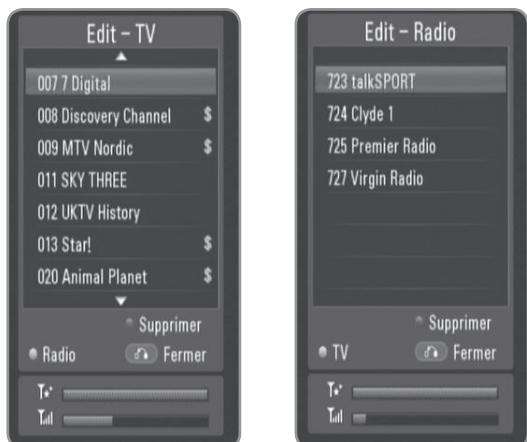 Edit – TV
007 7 Digital
008 Discovery Channel $
009 MTV Nordic $
011 SKY THREE
012 UKTV History
013 Star! $
020 Animal Planet $
Supprimer
Radio Fermer
Edit – Radio
723 talkSPORT
724 Clyde 1
725 Premier Radio
727 Virgin Radio
Supprimer
TV Fermer